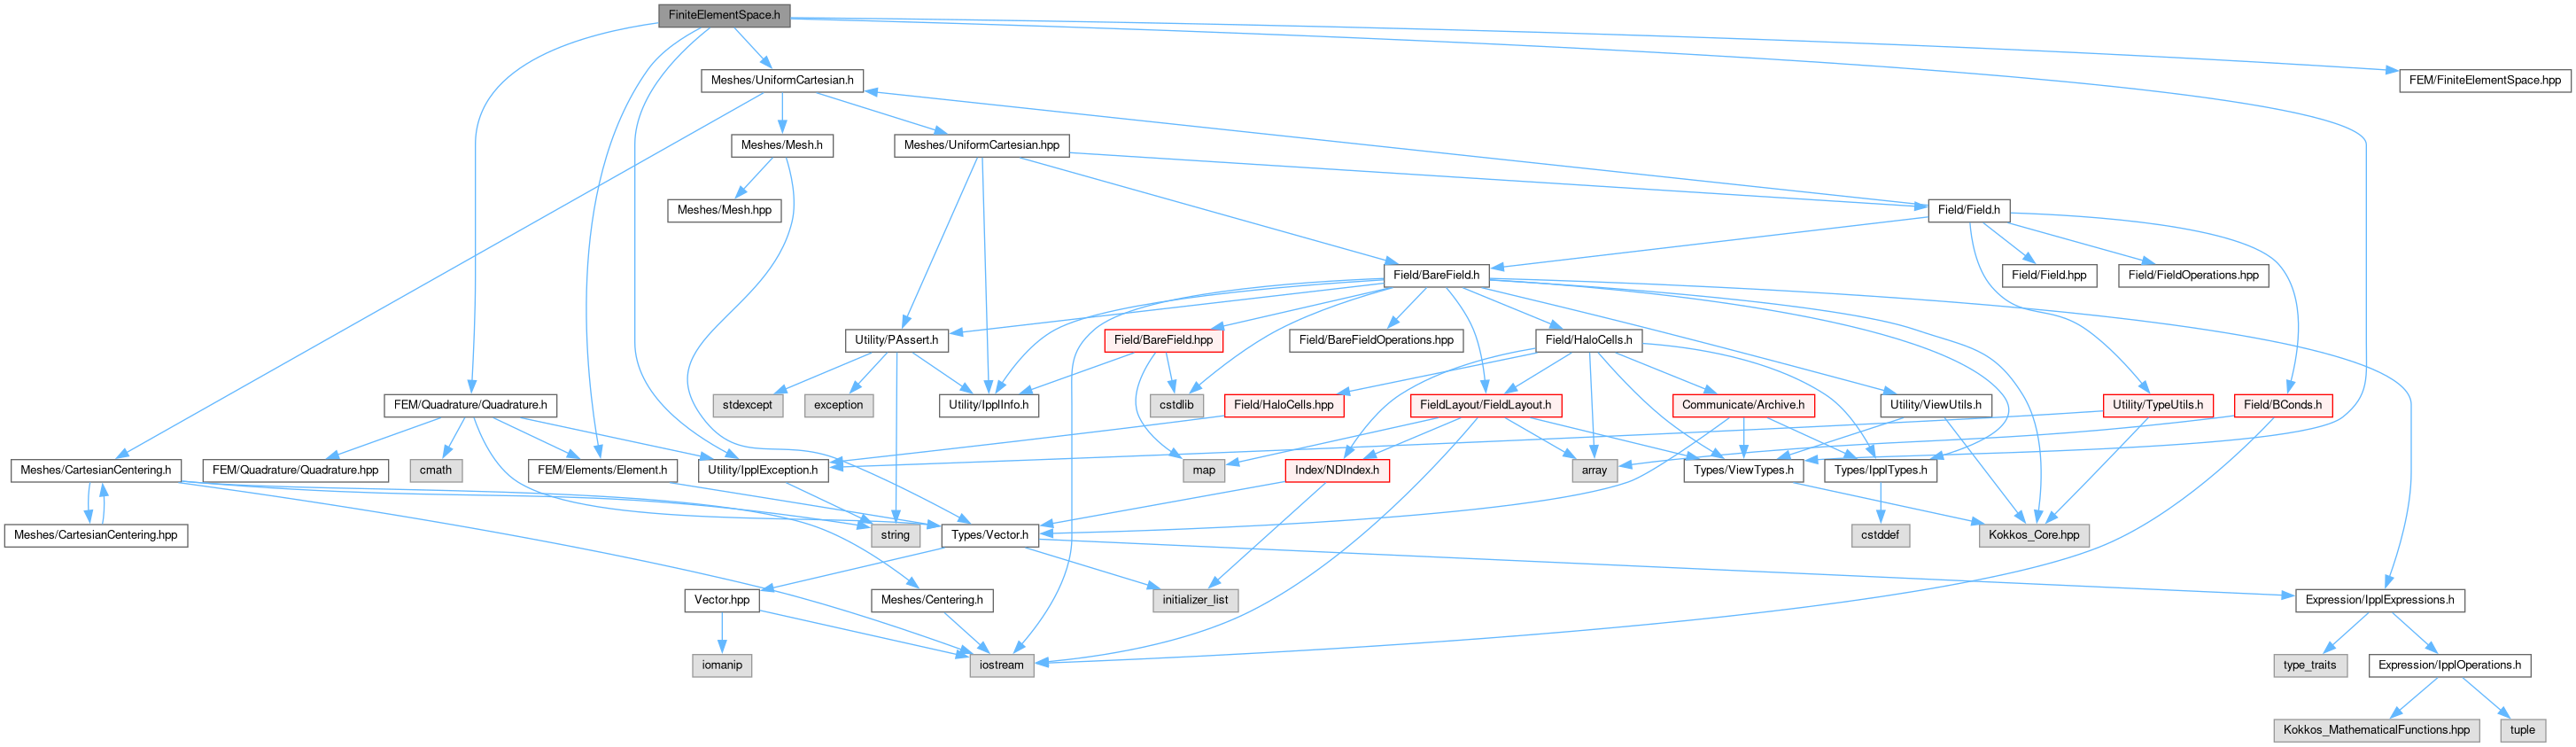 FiniteElementSpace.h
Meshes/UniformCartesian.h
FEM/FiniteElementSpace.hpp
Meshes/Mesh.h
Meshes/UniformCartesian.hpp
Meshes/Mesh.hpp
Field/Field.h
Field/BareField.h
Field/Field.hpp
Field/FieldOperations.hpp
Utility/PAssert.h
Field/BareField.hpp
Field/BareFieldOperations.hpp
Field/HaloCells.h
FEM/Quadrature/Quadrature.h
stdexcept
exception
Utility/IpplInfo.h
cstdlib
Field/HaloCells.hpp
FieldLayout/FieldLayout.h
Communicate/Archive.h
Utility/ViewUtils.h
Utility/TypeUtils.h
Field/BConds.h
Meshes/CartesianCentering.h
FEM/Quadrature/Quadrature.hpp
cmath
FEM/Elements/Element.h
Utility/IpplException.h
map
Index/NDIndex.h
array
Types/ViewTypes.h
Types/IpplTypes.h
Meshes/CartesianCentering.hpp
string
Types/Vector.h
cstddef
Kokkos_Core.hpp
Vector.hpp
Meshes/Centering.h
initializer_list
Expression/IpplExpressions.h
iomanip
iostream
type_traits
Expression/IpplOperations.h
Kokkos_MathematicalFunctions.hpp
tuple